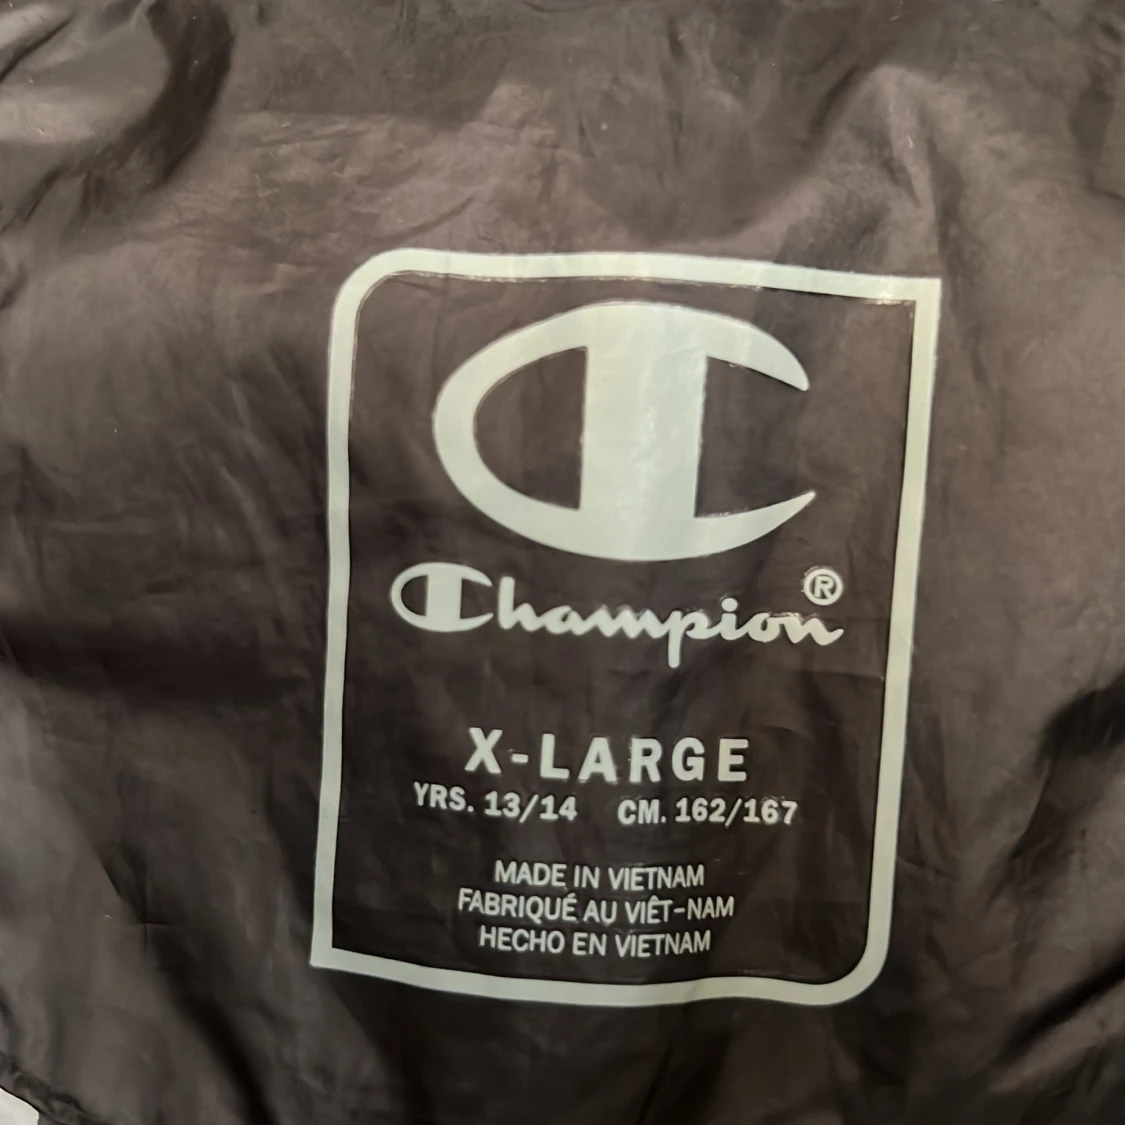 C
Champion®
X-LARGE
YRS. 13/14 CM. 162/167
MADE IN VIETNAM
FABRIQUÉ AU VIÊT-NAM
HECHO EN VIETNAM